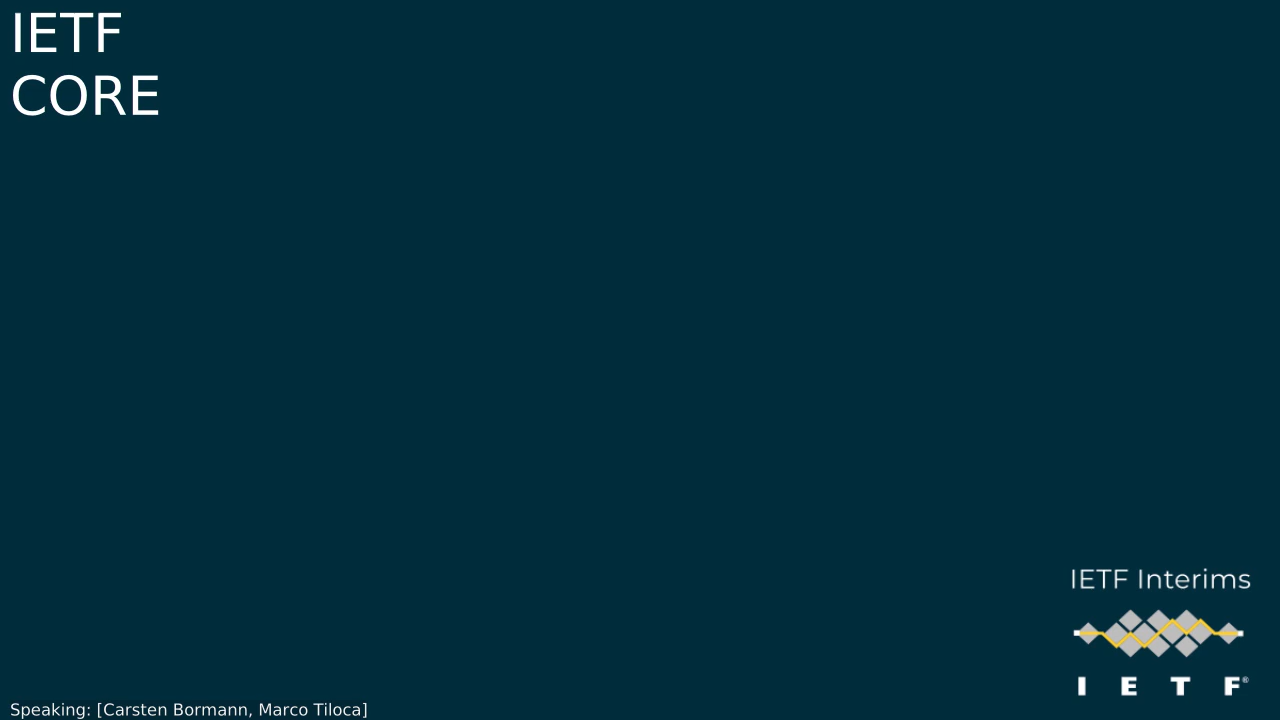 IETF
CORE
IETF Interims
I E T F®
Speaking: [Carsten Bormann, Marco Tiloca]